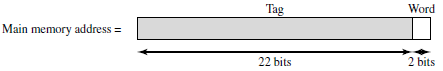 Tag Word
Main memory address =
22 bits 2 bits